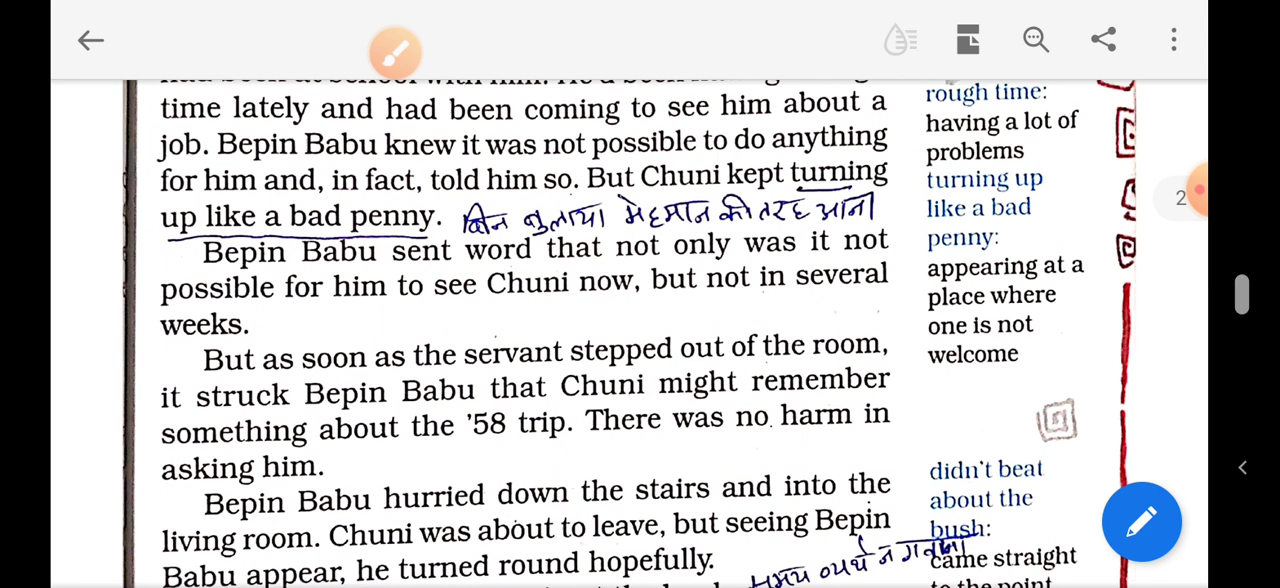 time lately and had been coming to see him about a
job. Bepin Babu knew it was not possible to do anything
for him and, in fact, told him so. But Chuni kept turning
up like a bad penny. बिन बुलाया मेहमान की तरह आना
Bepin Babu sent word that not only was it not
possible for him to see Chuni now, but not in several
weeks.
But as soon as the servant stepped out of the room,
it struck Bepin Babu that Chuni might remember
something about the ’58 trip. There was no harm in
asking him.
Bepin Babu hurried down the stairs and into the
living room. Chuni was about to leave, but seeing Bepin
Babu appear, he turned round hopefully.
समय व्यर्थ न
rough time:
having a lot of
problems
turning up
like a bad
penny:
appearing at a
place where
one is not
welcome
didn’t beat
about the
bush:
came straight
to the point
2